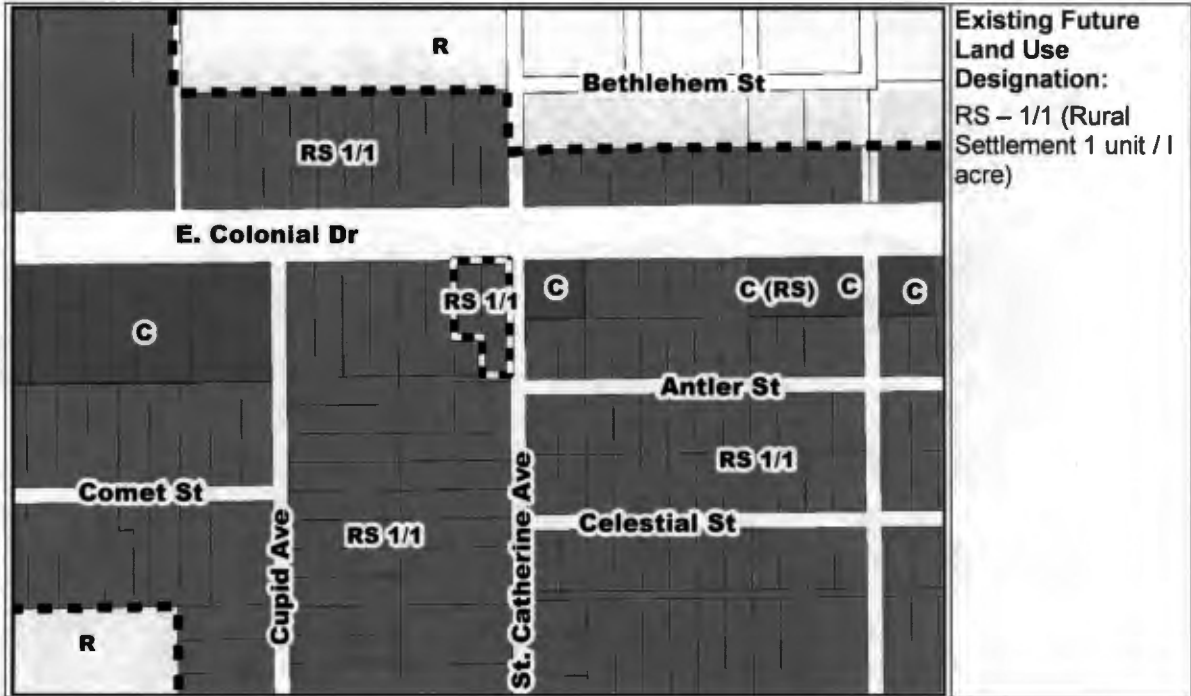 R
Bethlehem St
RS 1/1
E. Colonial Dr
RS 1/1
C
C (RS)
C
C
C
Antler St
RS 1/1
Comet St
Celestial St
RS 1/1
Cupid Ave
St. Catherine Ave
R
Existing Future
Land Use
Designation:
RS – 1/1 (Rural
Settlement 1 unit / I
acre)